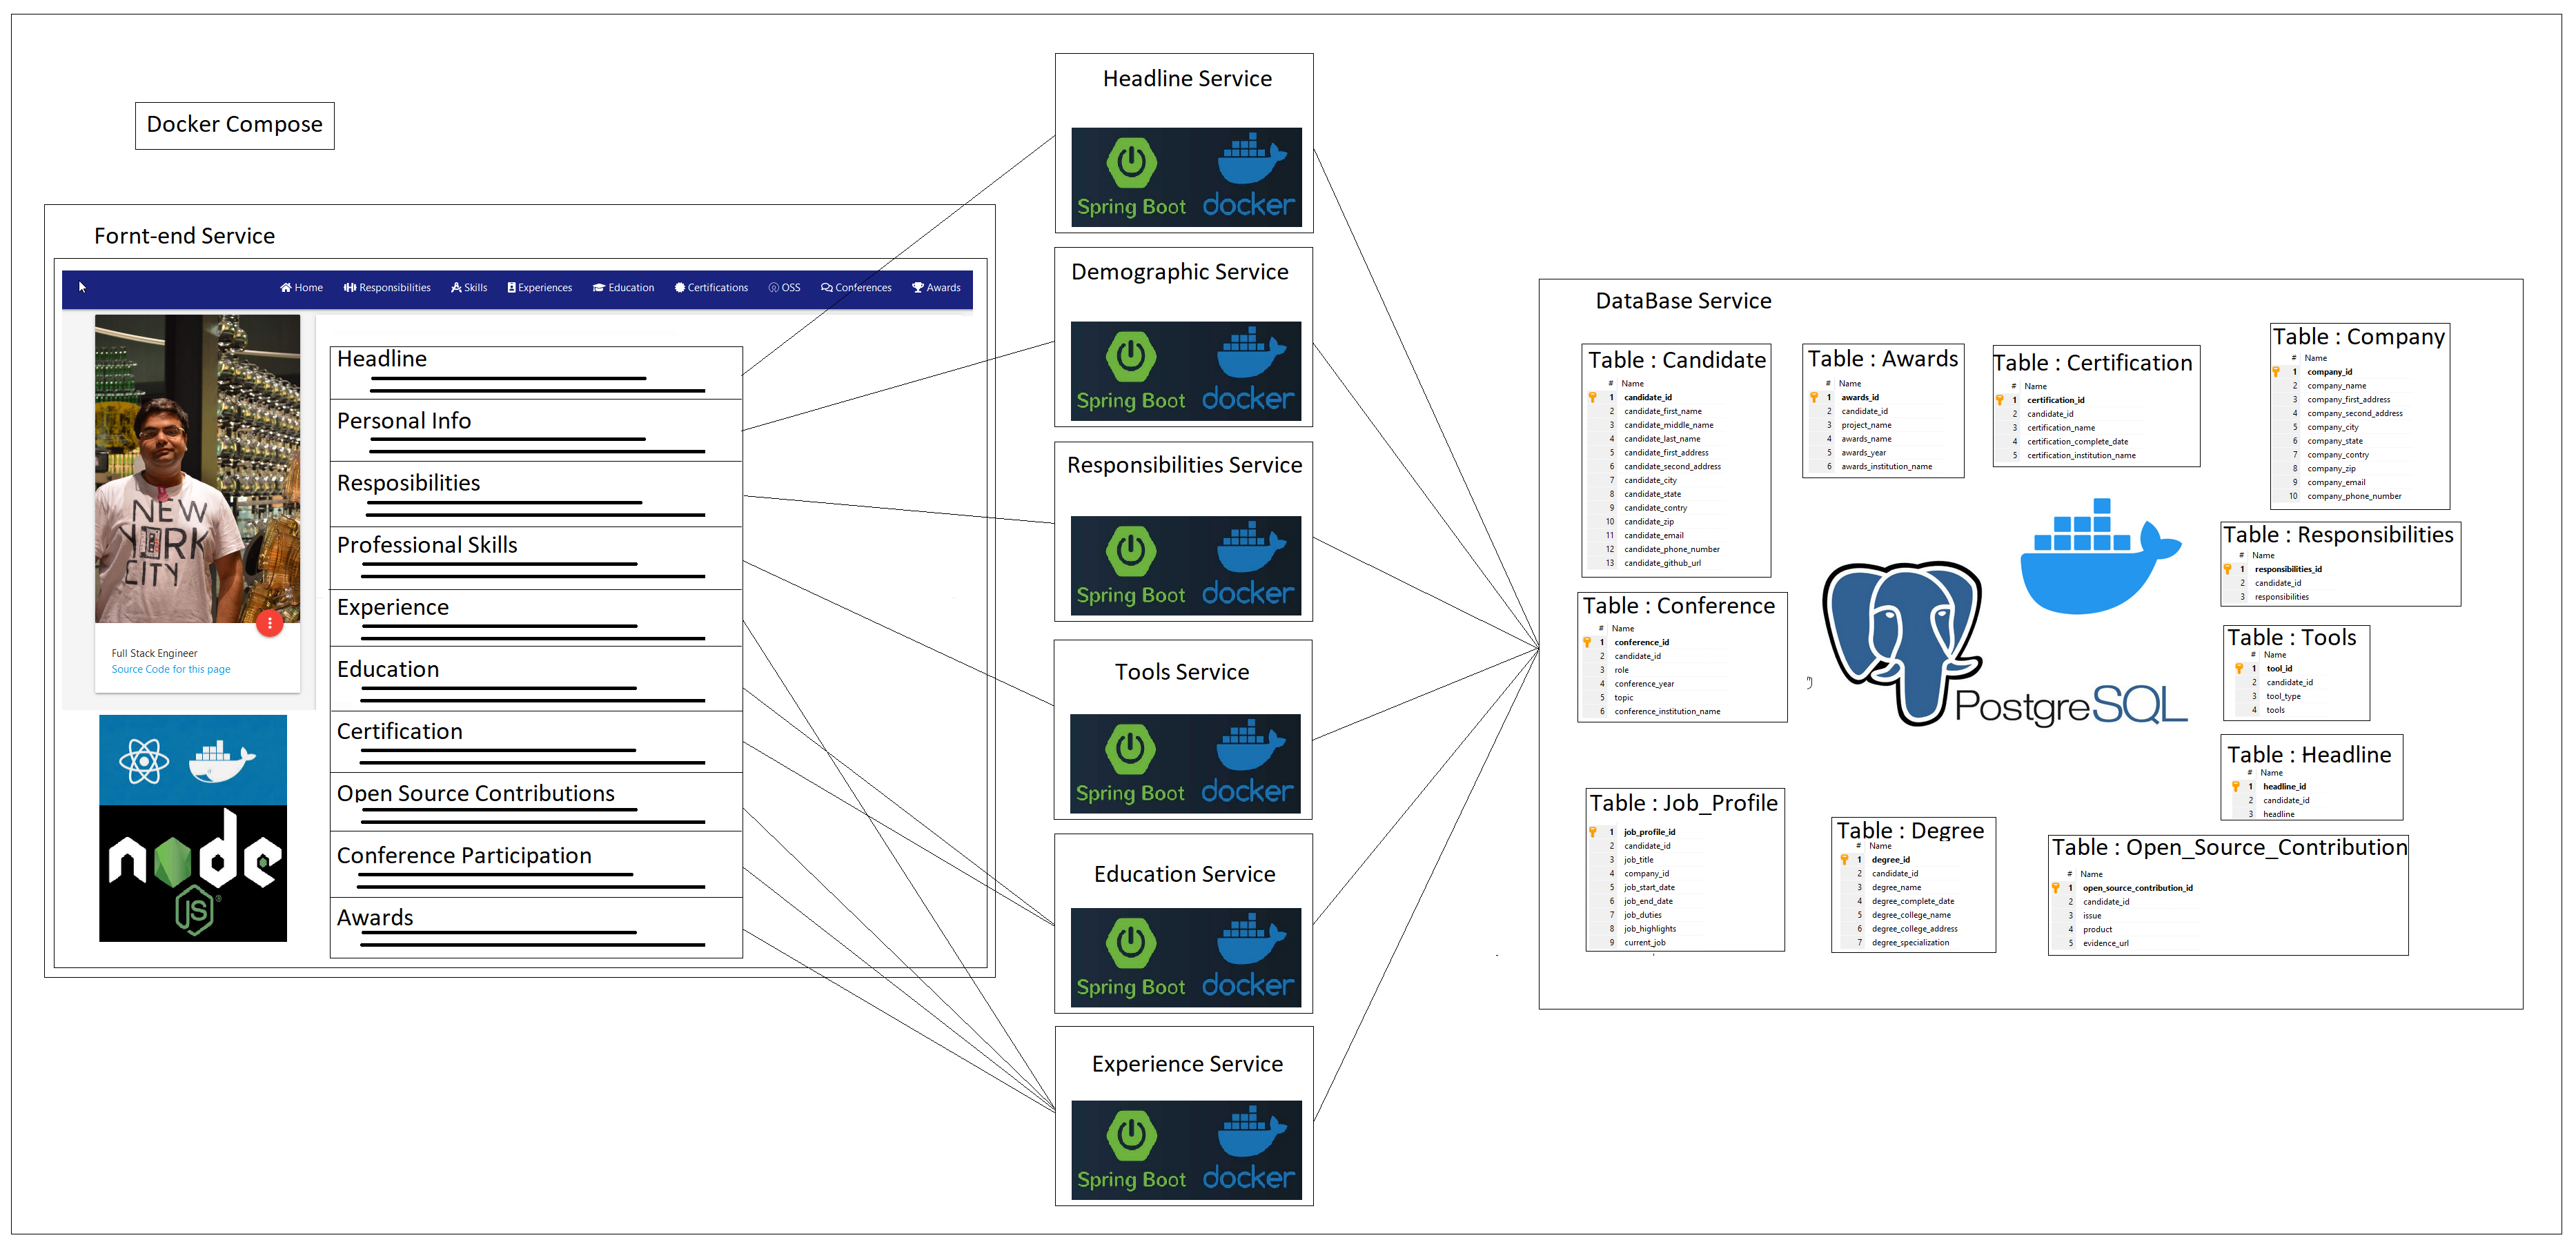 Docker Compose
Fornt-end Service
Home Responsibilities Skills Experiences Education Certifications OSS Conferences Awards
NEW
YORK
CITY
Full Stack Engineer
Source Code for this page
node
JS
Headline
Personal Info
Resposibilities
Professional Skills
Experience
Education
Certification
Open Source Contributions
Conference Participation
Awards
Headline Service
Spring Boot docker
Demographic Service
Spring Boot docker
Responsibilities Service
Spring Boot docker
Tools Service
Spring Boot docker
Education Service
Spring Boot docker
Experience Service
Spring Boot docker
DataBase Service
Table : Candidate
# Name
1 candidate_id
2 candidate_first_name
3 candidate_middle_name
4 candidate_last_name
5 candidate_first_address
6 candidate_second_address
7 candidate_city
8 candidate_state
9 candidate_contry
10 candidate_zip
11 candidate_email
12 candidate_phone_number
13 candidate_github_url
Table : Awards
# Name
1 awards_id
2 candidate_id
3 project_name
4 awards_name
5 awards_year
6 awards_institution_name
Table : Certification
# Name
1 certification_id
2 candidate_id
3 certification_name
4 certification_complete_date
5 certification_institution_name
Table : Company
# Name
1 company_id
2 company_name
3 company_first_address
4 company_second_address
5 company_city
6 company_state
7 company_contry
8 company_zip
9 company_email
10 company_phone_number
Table : Conference
# Name
1 conference_id
2 candidate_id
3 role
4 conference_year
5 topic
6 conference_institution_name
PostgreSQL
Table : Responsibilities
# Name
1 responsibilities_id
2 candidate_id
3 responsibilities
Table : Tools
# Name
1 tool_id
2 candidate_id
3 tool_type
4 tools
Table : Headline
# Name
1 headline_id
2 candidate_id
3 headline
Table : Job_Profile
1 job_profile_id
2 candidate_id
3 job_title
4 company_id
5 job_start_date
6 job_end_date
7 job_duties
8 job_highlights
9 current_job
Table : Degree
# Name
1 degree_id
2 candidate_id
3 degree_name
4 degree_complete_date
5 degree_college_name
6 degree_college_address
7 degree_specialization
Table : Open_Source_Contribution
# Name
1 open_source_contribution_id
2 candidate_id
3 issue
4 product
5 evidence_url